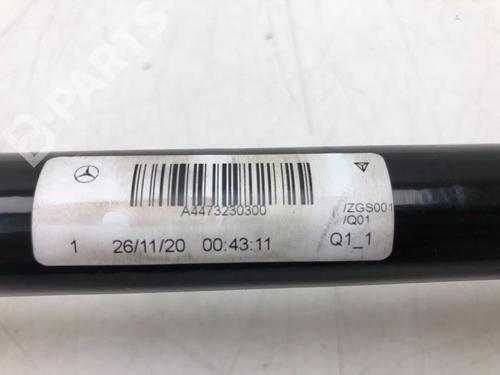 B-PARTS
A4473230300
/ZGS001
/Q01
1 26/11/20 00:43:11 Q1_1